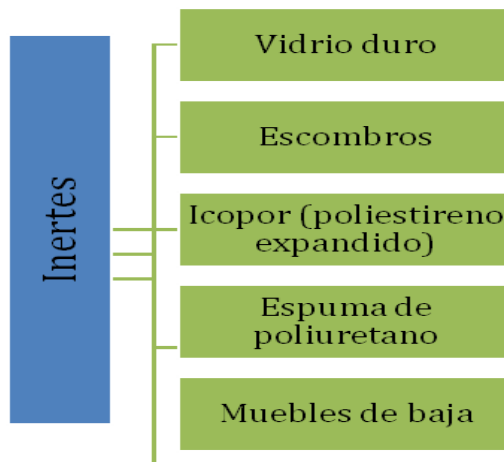 Inertes
Vidrio duro
Escombros
Icopor (poliestireno
expandido)
Espuma de
poliuretano
Muebles de baja